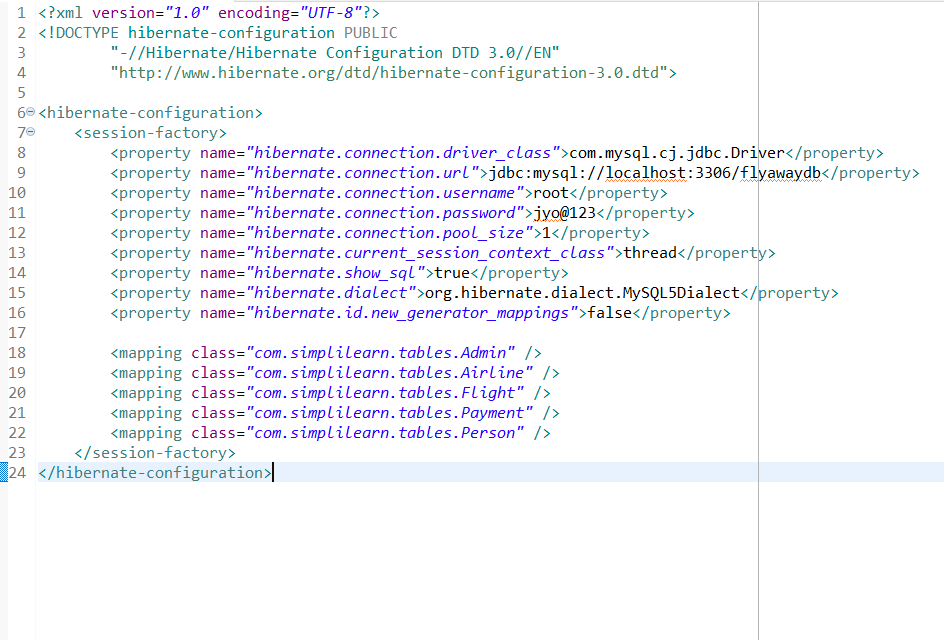 1 <?xml version="1.0" encoding="UTF-8"?>
2 <!DOCTYPE hibernate-configuration PUBLIC
3         "-//Hibernate/Hibernate Configuration DTD 3.0//EN"
4         "http://www.hibernate.org/dtd/hibernate-configuration-3.0.dtd">
5
6 <hibernate-configuration>
7     <session-factory>
8         <property name="hibernate.connection.driver_class">com.mysql.cj.jdbc.Driver</property>
9         <property name="hibernate.connection.url">jdbc:mysql://localhost:3306/flyawaydb</property>
10         <property name="hibernate.connection.username">root</property>
11         <property name="hibernate.connection.password">jyo@123</property>
12         <property name="hibernate.connection.pool_size">1</property>
13         <property name="hibernate.current_session_context_class">thread</property>
14         <property name="hibernate.show_sql">true</property>
15         <property name="hibernate.dialect">org.hibernate.dialect.MySQL5Dialect</property>
16         <property name="hibernate.id.new_generator_mappings">false</property>
17
18         <mapping class="com.simplilearn.tables.Admin" />
19         <mapping class="com.simplilearn.tables.Airline" />
20         <mapping class="com.simplilearn.tables.Flight" />
21         <mapping class="com.simplilearn.tables.Payment" />
22         <mapping class="com.simplilearn.tables.Person" />
23     </session-factory>
24 </hibernate-configuration>